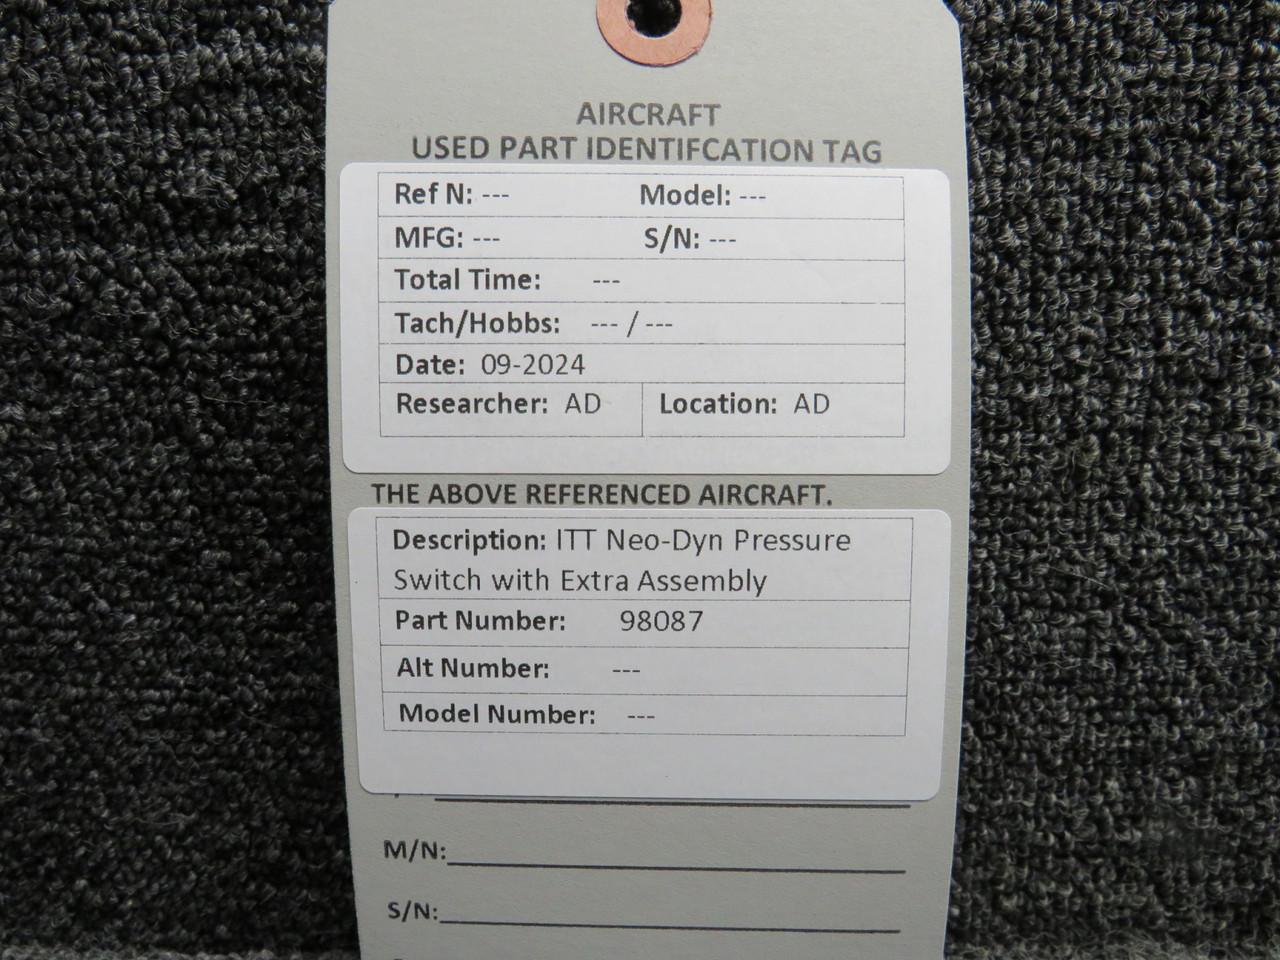 AIRCRAFT
USED PART IDENTIFCATION TAG
Ref N: --- Model: ---
MFG: --- S/N: ---
Total Time: ---
Tach/Hobbs: --- / ---
Date: 09-2024
Researcher: AD Location: AD
THE ABOVE REFERENCED AIRCRAFT.
Description: ITT Neo-Dyn Pressure
Switch with Extra Assembly
Part Number: 98087
Alt Number: ---
Model Number: ---
M/N:
S/N: